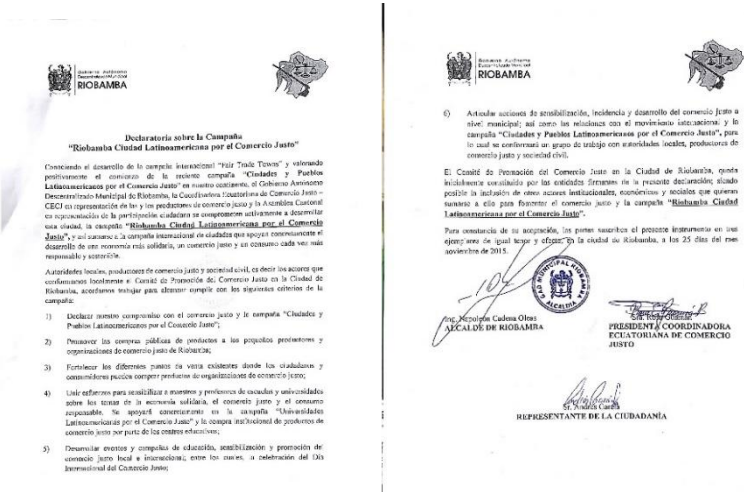 Gobierno Autónomo
Descentralizado Municipal
RIOBAMBA
Declaratoria sobre la Campaña
"Riobamba Ciudad Latinoamericana por el Comercio Justo"
Conociendo el desarrollo de la campaña internacional "Fair Trade Towns" y valorando
positivamente el comienzo de la reciente campaña "Ciudades y Pueblos
Latinoamericanos por el Comercio Justo" en nuestro continente, el Gobierno Autónomo
Descentralizado Municipal de Riobamba, la Coordinadora Ecuatoriana de Comercio Justo –
CECJ en representación de las y los productores de comercio justo y la Asamblea Cantonal
en representación de la participación ciudadana se comprometen activamente a desarrollar
esta ciudad, la campaña "Riobamba Ciudad Latinoamericana por el Comercio
Justo", y así sumarse a la campaña internacional de ciudades que apoyan concretamente el
desarrollo de una economía más solidaria, un comercio justo y un consumo cada vez más
responsable y sostenible.
Autoridades locales, productores de comercio justo y sociedad civil, es decir los actores que
conformamos localmente el Comité de Promoción del Comercio Justo en la Ciudad de
Riobamba, acordamos trabajar para alcanzar cumplir con los siguientes criterios de la
campaña:
1) Declarar nuestro compromiso con el comercio justo y la campaña "Ciudades y
Pueblos Latinoamericanos por el Comercio Justo";
2) Promover las compras públicas de productos a los pequeños productores y
organizaciones de comercio justo de Riobamba;
3) Fortalecer los diferentes puntos de venta existentes donde los ciudadanos y
consumidores puedan comprar productos de organizaciones de comercio justo;
4) Unir esfuerzos para sensibilizar a maestros y profesores de escuelas y universidades
sobre los temas de la economía solidaria, el comercio justo y el consumo
responsable. Se apoyará concretamente en la campaña "Universidades
Latinoamericanas por el Comercio Justo" y la compra institucional de productos de
comercio justo por parte de los centros educativos;
5) Desarrollar eventos y campañas de educación, sensibilización y promoción del
comercio justo local e internacional, entre los cuales, la celebración del Día
Internacional del Comercio Justo;
Gobierno Autónomo
Descentralizado Municipal
RIOBAMBA
6) Articular acciones de sensibilización, incidencia y desarrollo del comercio justo a
nivel municipal; así como las relaciones con el movimiento internacional y la
campaña "Ciudades y Pueblos Latinoamericanos por el Comercio Justo", para
lo cual se conformará un grupo de trabajo con autoridades locales, productores de
comercio justo y sociedad civil.
El Comité de Promoción del Comercio Justo en la Ciudad de Riobamba, queda
inicialmente constituido por las entidades firmantes de la presente declaración; siendo
posible la inclusión de otros actores institucionales, económicos y sociales que quieran
sumarse a ello para fomentar el comercio justo y la campaña "Riobamba Ciudad
Latinoamericana por el Comercio Justo".
Para constancia de su aceptación, las partes suscriben el presente instrumento en tres
ejemplares de igual tenor y efecto, en la ciudad de Riobamba, a los 25 días del mes
noviembre de 2015.
GAD MUNICIPAL RIOBAMBA
ALCALDIA
Ing. Napoleón Cadena Oleas
ALCALDE DE RIOBAMBA
Sra. Rosa Guamán
PRESIDENTA COORDINADORA
ECUATORIANA DE COMERCIO
JUSTO
Sr. Andrés
REPRESENTANTE DE LA CIUDADANÍA